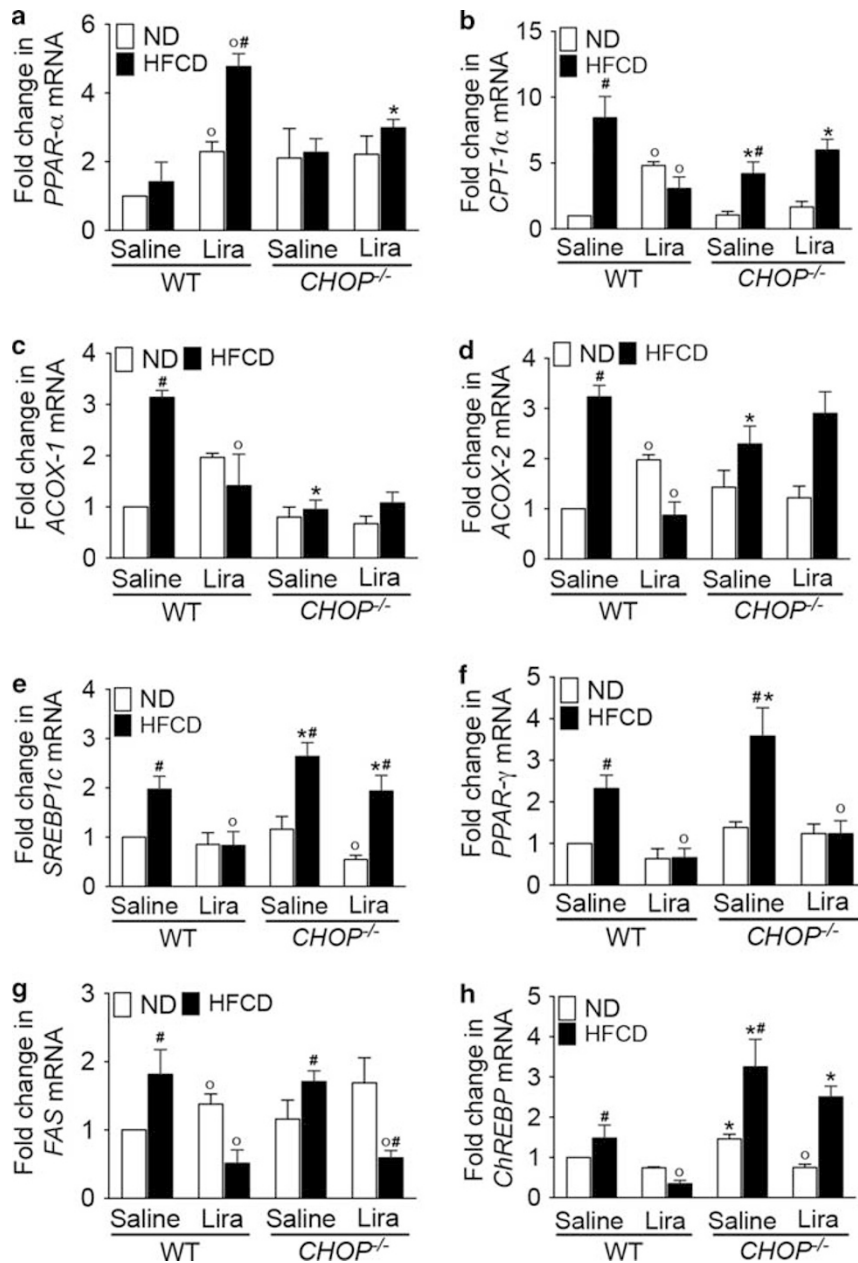 a
Fold change in
PPAR-α mRNA
6
4
2
0
ND
HFCD
o
o#
*
Saline Lira Saline Lira
WT CHOP-/-
b
Fold change in
CPT-1α mRNA
15
10
5
0
ND
HFCD
#
o
o
*#
*
Saline Lira Saline Lira
WT CHOP-/-
c
Fold change in
ACOX-1 mRNA
4
3
2
1
0
ND HFCD
#
o
*
Saline Lira Saline Lira
WT CHOP-/-
d
Fold change in
ACOX-2 mRNA
4
3
2
1
0
ND HFCD
#
o
o
*
Saline Lira Saline Lira
WT CHOP-/-
e
Fold change in
SREBP1c mRNA
4
3
2
1
0
ND
HFCD
#
o
*#
o
*#
Saline Lira Saline Lira
WT CHOP-/-
f
Fold change in
PPAR-γ mRNA
5
4
3
2
1
0
ND
HFCD
#
o
#*
o
Saline Lira Saline Lira
WT CHOP-/-
g
Fold change in
FAS mRNA
3
2
1
0
ND HFCD
#
o
o
#
o#
Saline Lira Saline Lira
WT CHOP-/-
h
Fold change in
ChREBP mRNA
5
4
3
2
1
0
ND
HFCD
#
o
*
*#
o
*
Saline Lira Saline Lira
WT CHOP-/-